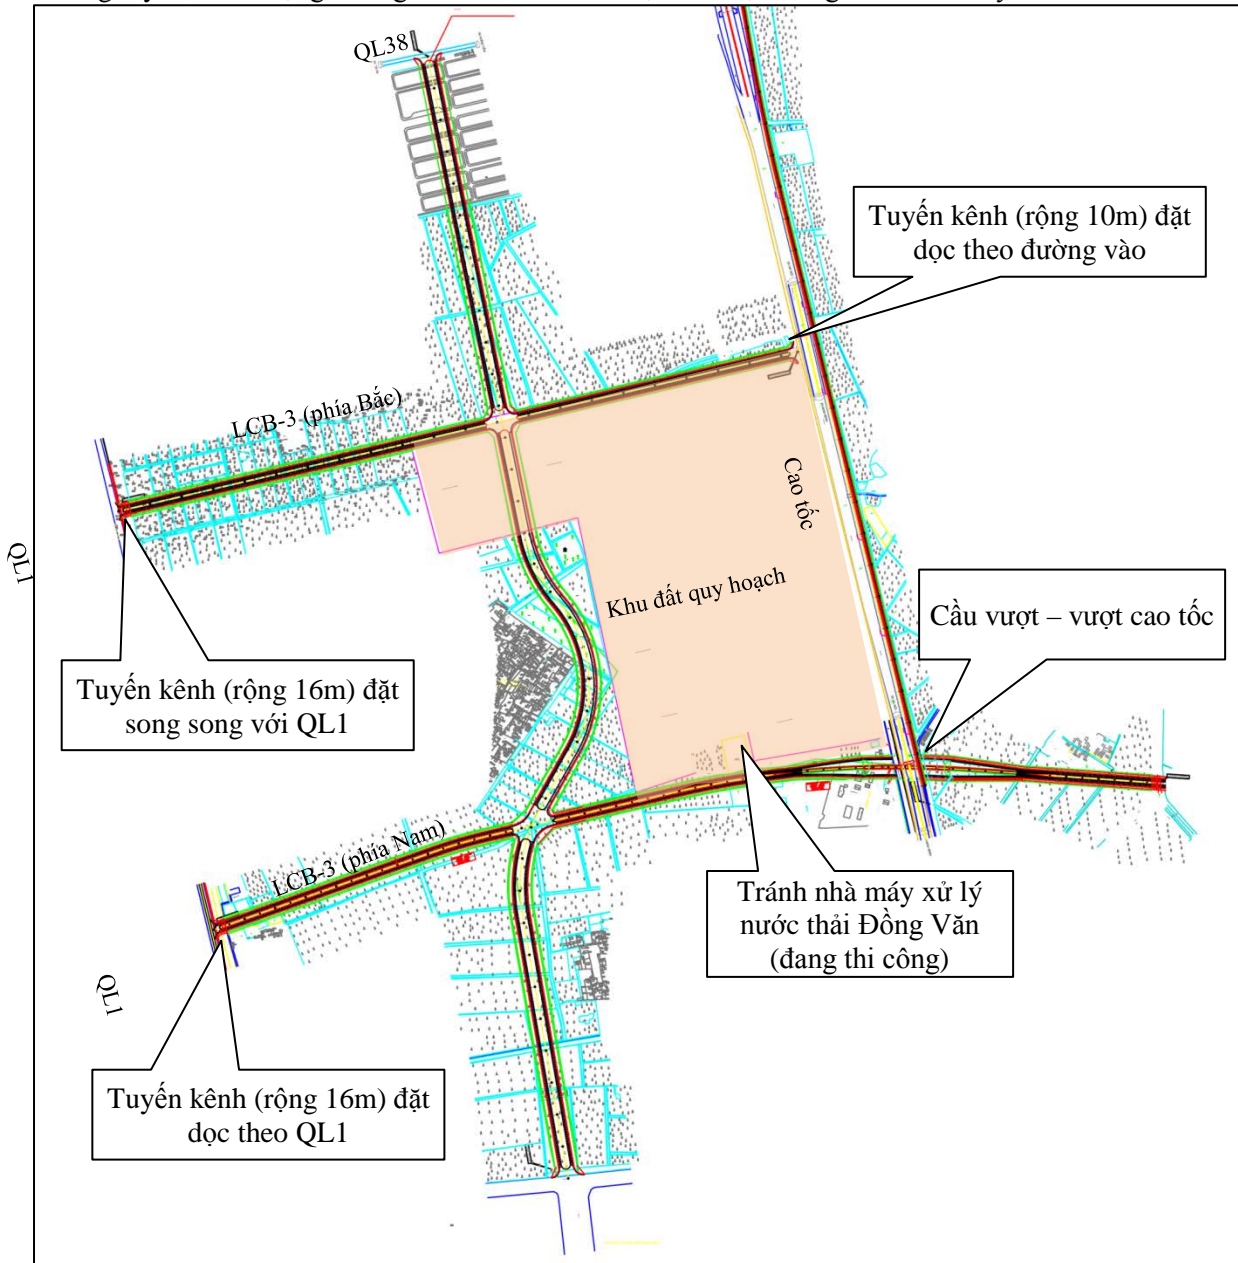 QL38
Tuyến kênh (rộng 10m) đặt
dọc theo đường vào
LCB-3 (phía Bắc)
Cao tốc
QL1
Khu đất quy hoạch
Cầu vượt – vượt cao tốc
Tuyến kênh (rộng 16m) đặt
song song với QL1
LCB-3 (phía Nam)
Tránh nhà máy xử lý
nước thải Đồng Văn
(đang thi công)
QL1
Tuyến kênh (rộng 16m) đặt
dọc theo QL1